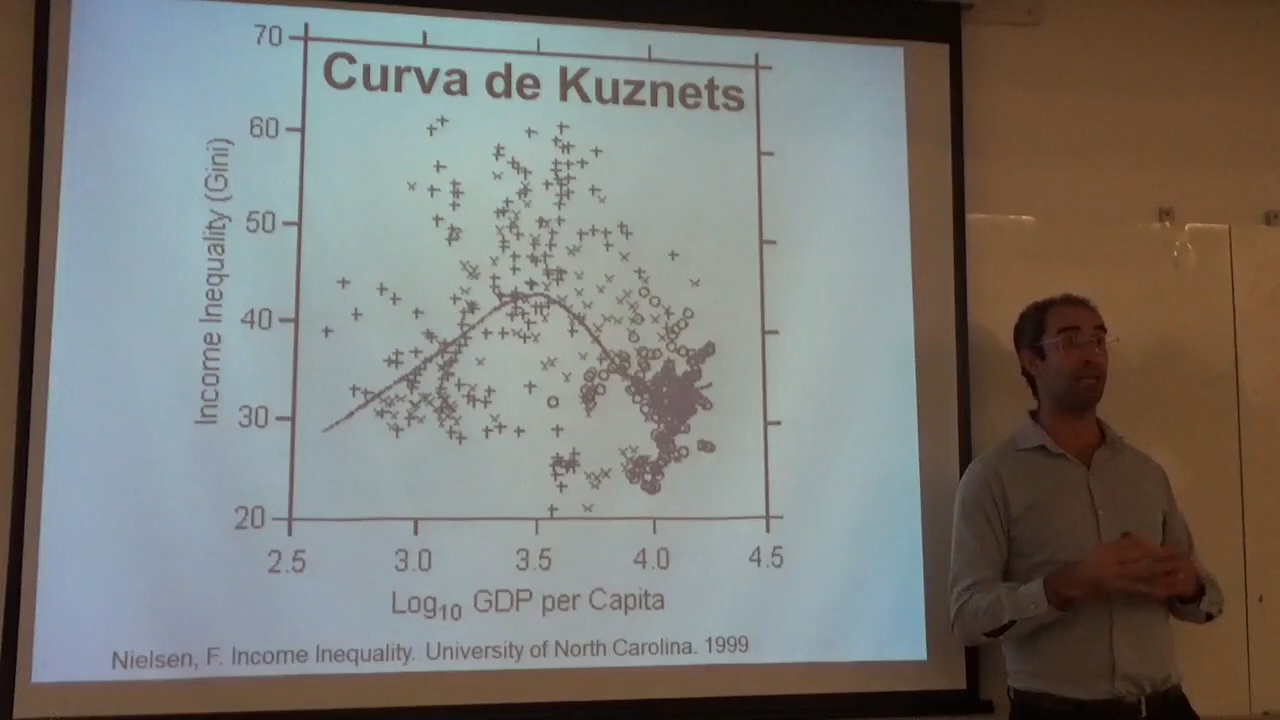 Curva de Kuznets
70
60
50
40
30
20
Income Inequality (Gini)
2.5 3.0 3.5 4.0 4.5
Log10 GDP per Capita
Nielsen, F. Income Inequality. University of North Carolina. 1999